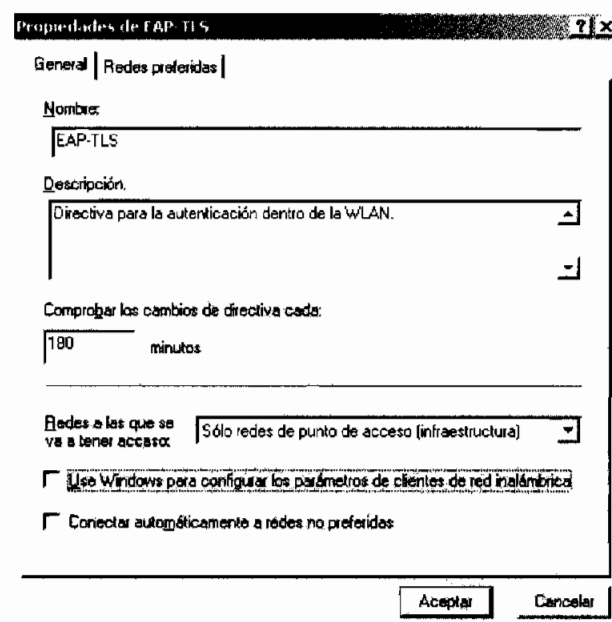 Propiedades de EAP-TLS
General
Redes preferidas
Nombre:
EAP-TLS
Descripción.
Directiva para la autenticación dentro de la WLAN.
Comprobar los cambios de directiva cada:
180 minutos
Redes a las que se va a tener acceso:
Sólo redes de punto de acceso (infraestructura)
Use Windows para configurar los parámetros de clientes de red inalámbrica
Conectar automáticamente a redes no preferidas
Aceptar
Cancelar